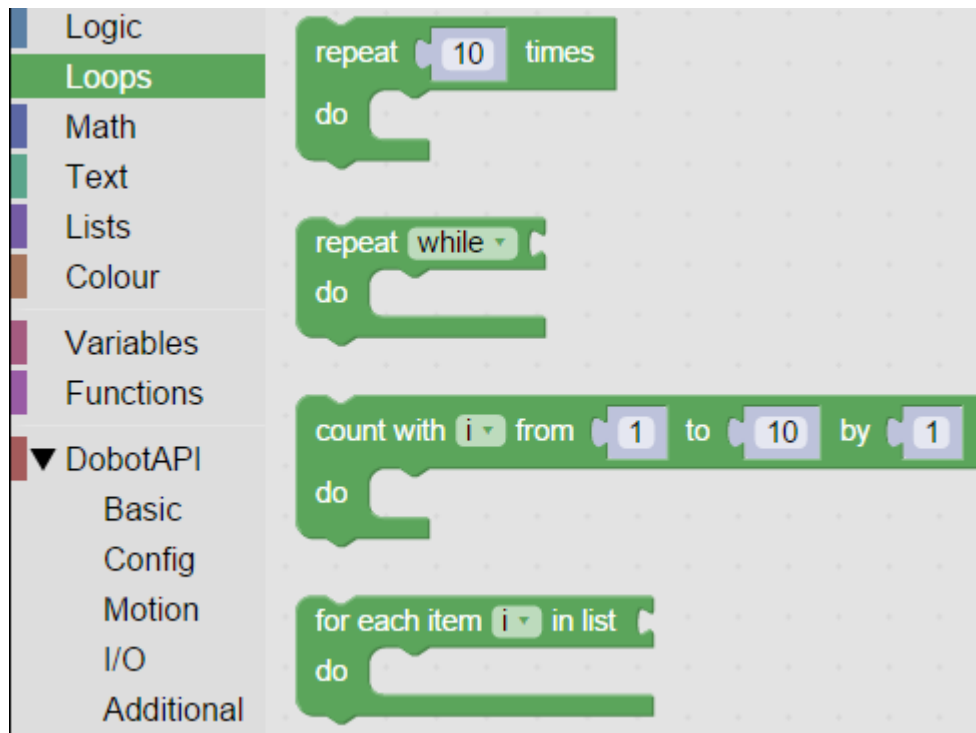 Logic
Loops
Math
Text
Lists
Colour
Variables
Functions
DobotAPI
Basic
Config
Motion
I/O
Additional
repeat 10 times
do
repeat while
do
count with i from 1 to 10 by 1
do
for each item i in list
do